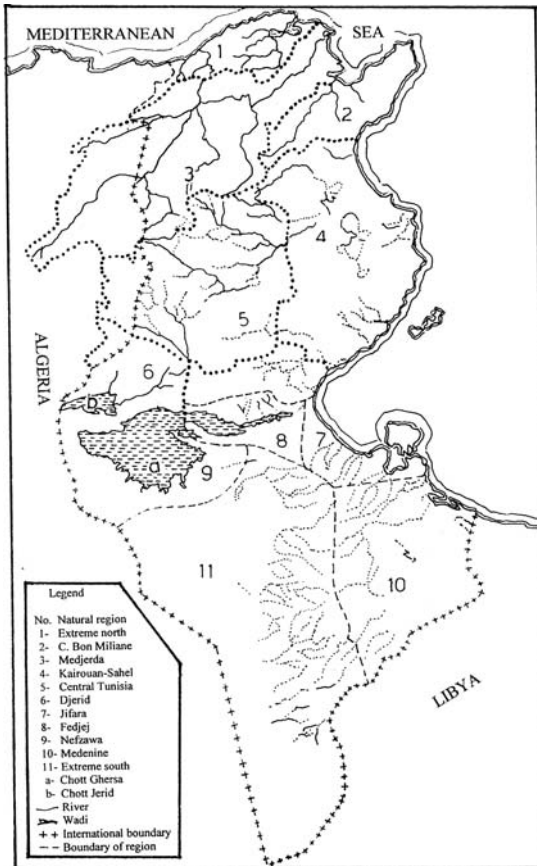 MEDITERRANEAN SEA
1
2
3
4
ALGERIA
5
6
b
8 7
a 9
11
10
LIBYA
Legend
No. Natural region
1- Extreme north
2- C. Bon Miliane
3- Medjerda
4- Kairouan-Sahel
5- Central Tunisia
6- Djerid
7- Jifara
8- Fedjej
9- Nefzawa
10- Medenine
11- Extreme south
a- Chott Ghersa
b- Chott Jerid
River
Wadi
+ + International boundary
Boundary of region